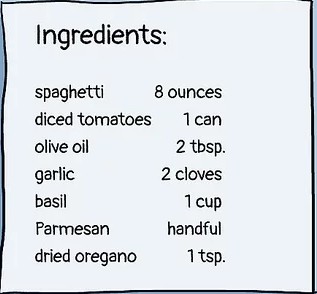 Ingredients:
spaghetti 8 ounces
diced tomatoes 1 can
olive oil 2 tbsp.
garlic 2 cloves
basil 1 cup
Parmesan handful
dried oregano 1 tsp.